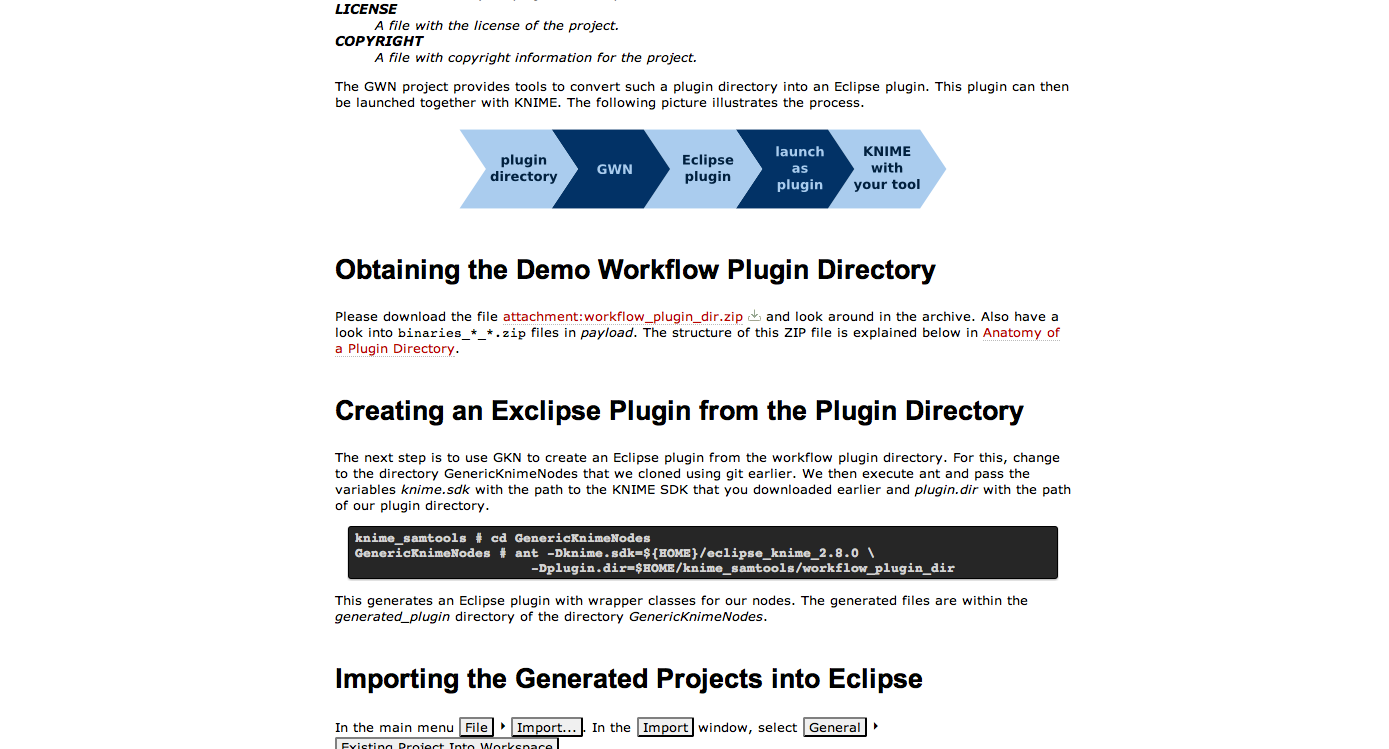 LICENSE
A file with the license of the project.
COPYRIGHT
A file with copyright information for the project.
The GWN project provides tools to convert such a plugin directory into an Eclipse plugin. This plugin can then
be launched together with KNIME. The following picture illustrates the process.
plugin
directory
GWN
Eclipse
plugin
launch
as
plugin
KNIME
with
your tool
Obtaining the Demo Workflow Plugin Directory
Please download the file attachment:workflow_plugin_dir.zip and look around in the archive. Also have a
look into binaries_*_*.zip files in payload. The structure of this ZIP file is explained below in Anatomy of
a Plugin Directory.
Creating an Exclipse Plugin from the Plugin Directory
The next step is to use GKN to create an Eclipse plugin from the workflow plugin directory. For this, change
to the directory GenericKnimeNodes that we cloned using git earlier. We then execute ant and pass the
variables knime.sdk with the path to the KNIME SDK that you downloaded earlier and plugin.dir with the path
of our plugin directory.
knime_samtools # cd GenericKnimeNodes
GenericKnimeNodes # ant -Dknime.sdk=${HOME}/eclipse_knime_2.8.0 \
-Dplugin.dir=$HOME/knime_samtools/workflow_plugin_dir
This generates an Eclipse plugin with wrapper classes for our nodes. The generated files are within the
generated_plugin directory of the directory GenericKnimeNodes.
Importing the Generated Projects into Eclipse
In the main menu File ‣ Import.... In the Import window, select General ‣
Existing Project Into Workspace